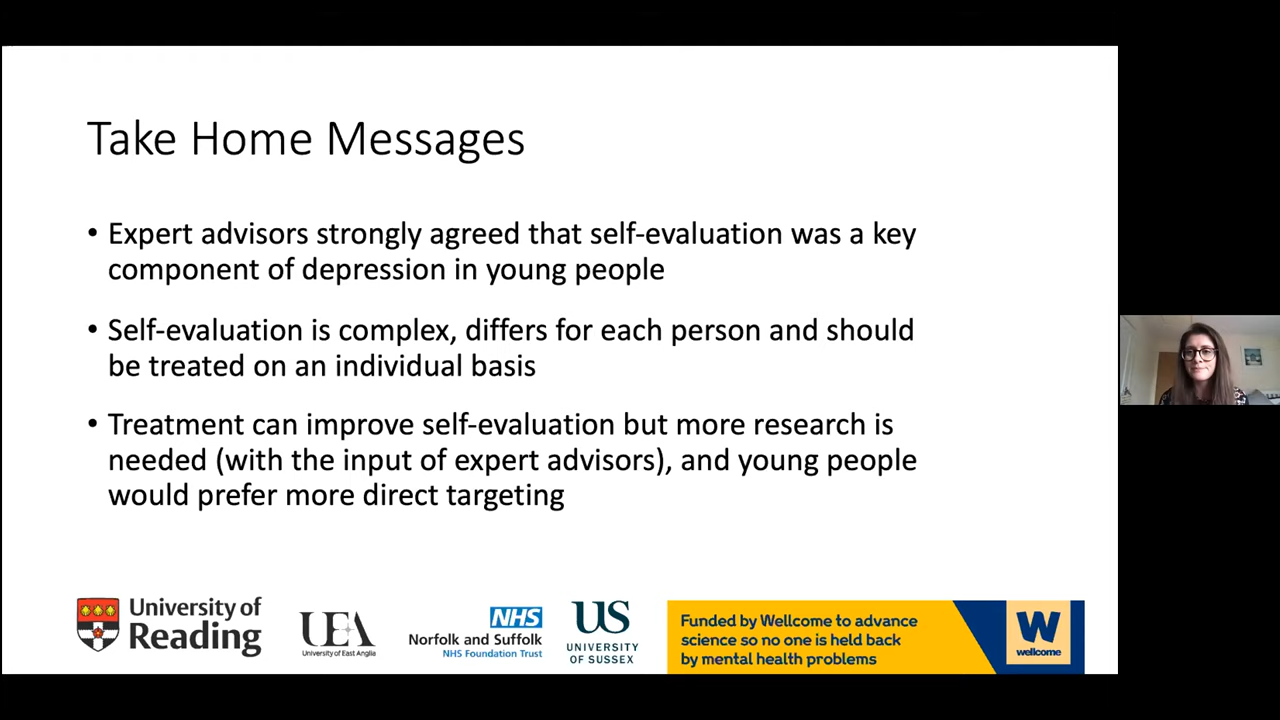 Take Home Messages
• Expert advisors strongly agreed that self-evaluation was a key
component of depression in young people
• Self-evaluation is complex, differs for each person and should
be treated on an individual basis
• Treatment can improve self-evaluation but more research is
needed (with the input of expert advisors), and young people
would prefer more direct targeting
University of
Reading
UEA
University of East Anglia
NHS
Norfolk and Suffolk
NHS Foundation Trust
US
UNIVERSITY
OF SUSSEX
Funded by Wellcome to advance
science so no one is held back
by mental health problems
W
wellcome